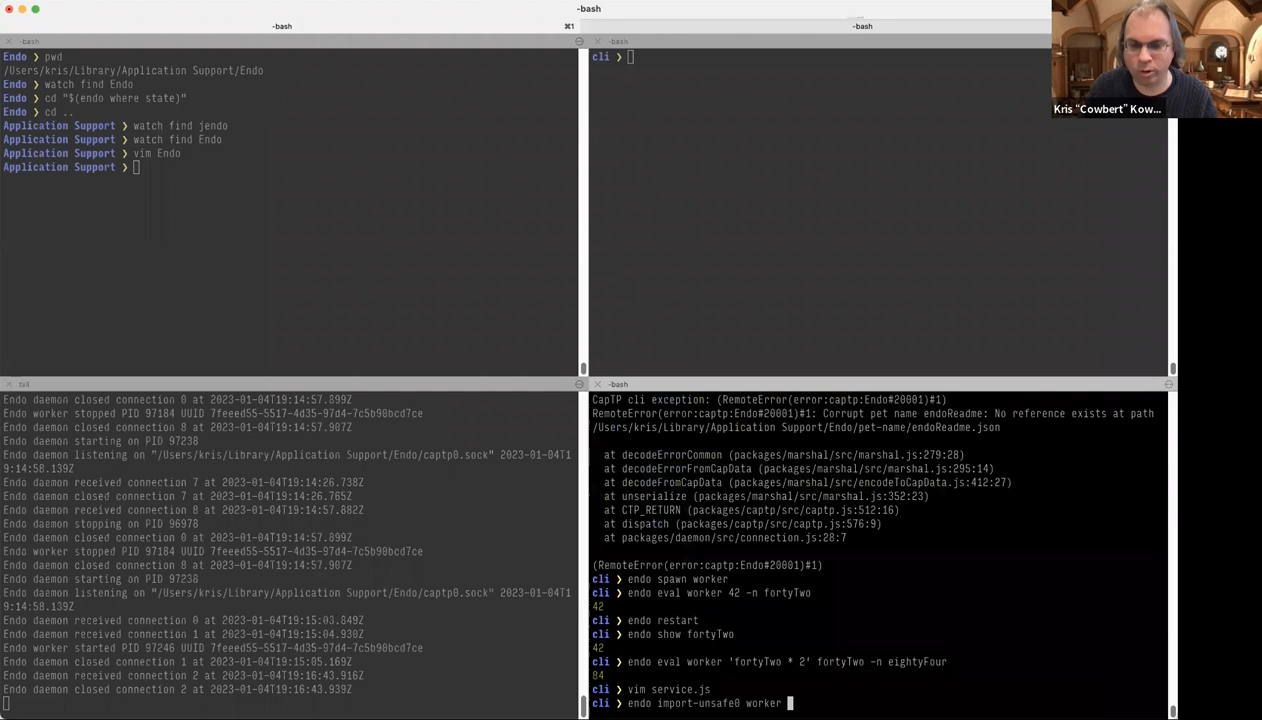 -bash
-bash
⌘1
-bash
-bash
Endo ❯ pwd
/Users/kris/Library/Application Support/Endo
Endo ❯ watch find Endo
Endo ❯ cd "$(endo where state)"
Endo ❯ cd ..
Application Support ❯ watch find jendo
Application Support ❯ watch find Endo
Application Support ❯ vim Endo
Application Support ❯
-bash
cli ❯
Kris "Cowbert" Kow...
tail
Endo daemon closed connection 0 at 2023-01-04T19:14:57.899Z
Endo worker stopped PID 97184 UUID 7feeed55-5517-4d35-97d4-7c5b90bcd7ce
Endo daemon closed connection 8 at 2023-01-04T19:14:57.907Z
Endo daemon starting on PID 97238
Endo daemon listening on "/Users/kris/Library/Application Support/Endo/captp0.sock" 2023-01-04T1
9:14:58.139Z
Endo daemon received connection 7 at 2023-01-04T19:14:26.738Z
Endo daemon closed connection 7 at 2023-01-04T19:14:26.765Z
Endo daemon received connection 8 at 2023-01-04T19:14:57.882Z
Endo daemon stopping on PID 96978
Endo daemon closed connection 0 at 2023-01-04T19:14:57.899Z
Endo worker stopped PID 97184 UUID 7feeed55-5517-4d35-97d4-7c5b90bcd7ce
Endo daemon closed connection 8 at 2023-01-04T19:14:57.907Z
Endo daemon starting on PID 97238
Endo daemon listening on "/Users/kris/Library/Application Support/Endo/captp0.sock" 2023-01-04T1
9:14:58.139Z
Endo daemon received connection 0 at 2023-01-04T19:15:03.849Z
Endo daemon received connection 1 at 2023-01-04T19:15:04.930Z
Endo worker started PID 97246 UUID 7feeed55-5517-4d35-97d4-7c5b90bcd7ce
Endo daemon closed connection 1 at 2023-01-04T19:15:05.169Z
Endo daemon received connection 2 at 2023-01-04T19:16:43.916Z
Endo daemon closed connection 2 at 2023-01-04T19:16:43.939Z
-bash
CapTP cli exception: (RemoteError(error:captp:Endo#20001)#1)
RemoteError(error:captp:Endo#20001)#1: Corrupt pet name endoReadme: No reference exists at path
/Users/kris/Library/Application Support/Endo/pet-name/endoReadme.json
at decodeErrorCommon (packages/marshal/src/marshal.js:279:28)
at decodeErrorFromCapData (packages/marshal/src/marshal.js:295:14)
at decodeFromCapData (packages/marshal/src/encodeToCapData.js:412:27)
at unserialize (packages/marshal/src/marshal.js:352:23)
at CTP_RETURN (packages/captp/src/captp.js:512:16)
at dispatch (packages/captp/src/captp.js:576:9)
at packages/daemon/src/connection.js:28:7
(RemoteError(error:captp:Endo#20001)#1)
cli ❯ endo spawn worker
cli ❯ endo eval worker 42 -n fortyTwo
42
cli ❯ endo restart
cli ❯ endo show fortyTwo
42
cli ❯ endo eval worker 'fortyTwo * 2' fortyTwo -n eightyFour
84
cli ❯ vim service.js
cli ❯ endo import-unsafe0 worker